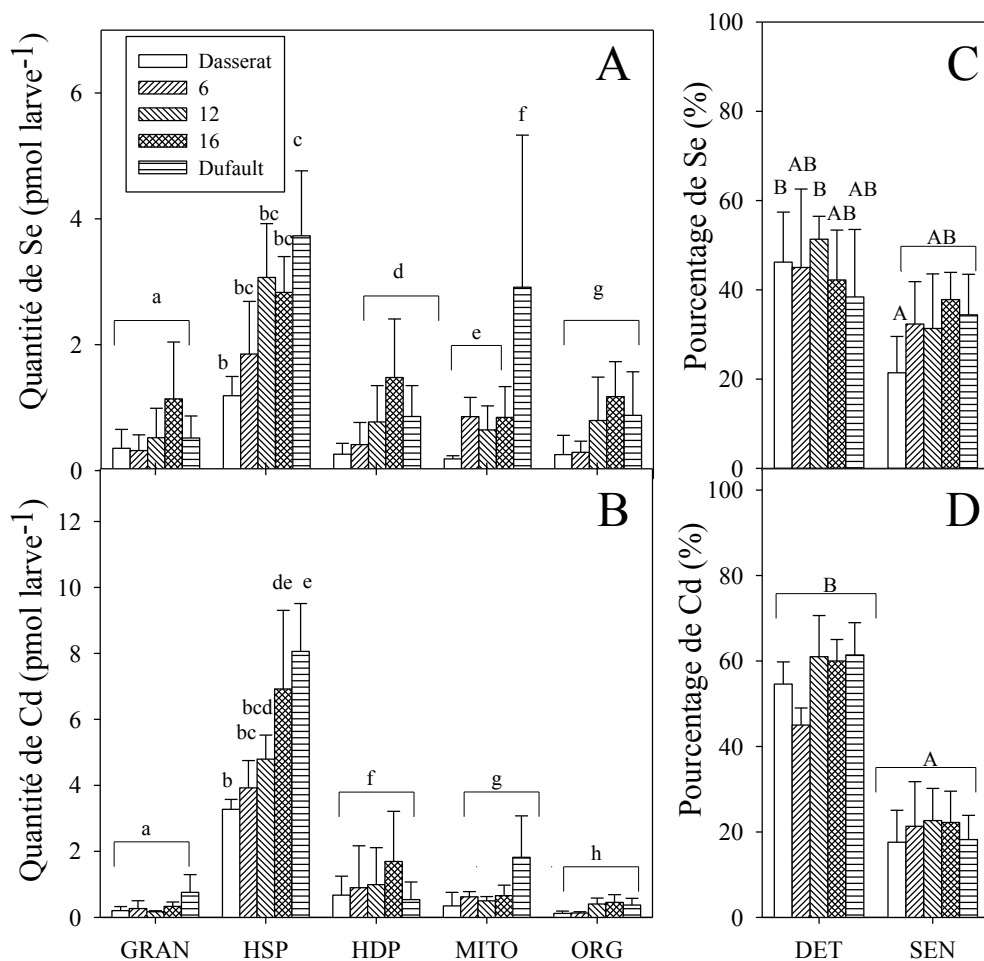 A
Quantité de Se (pmol larve-1)
6
4
2
0
Dasserat
6
12
16
Dufault
a
b
bc
bc
bc
c
d
e
f
g
B
Quantité de Cd (pmol larve-1)
12
10
8
6
4
2
0
a
b
bc
bcd
de
e
f
g
h
GRAN
HSP
HDP
MITO
ORG
C
Pourcentage de Se (%)
100
80
60
40
20
0
B
AB
B
AB
AB
A
AB
D
Pourcentage de Cd (%)
100
80
60
40
20
0
B
A
DET
SEN